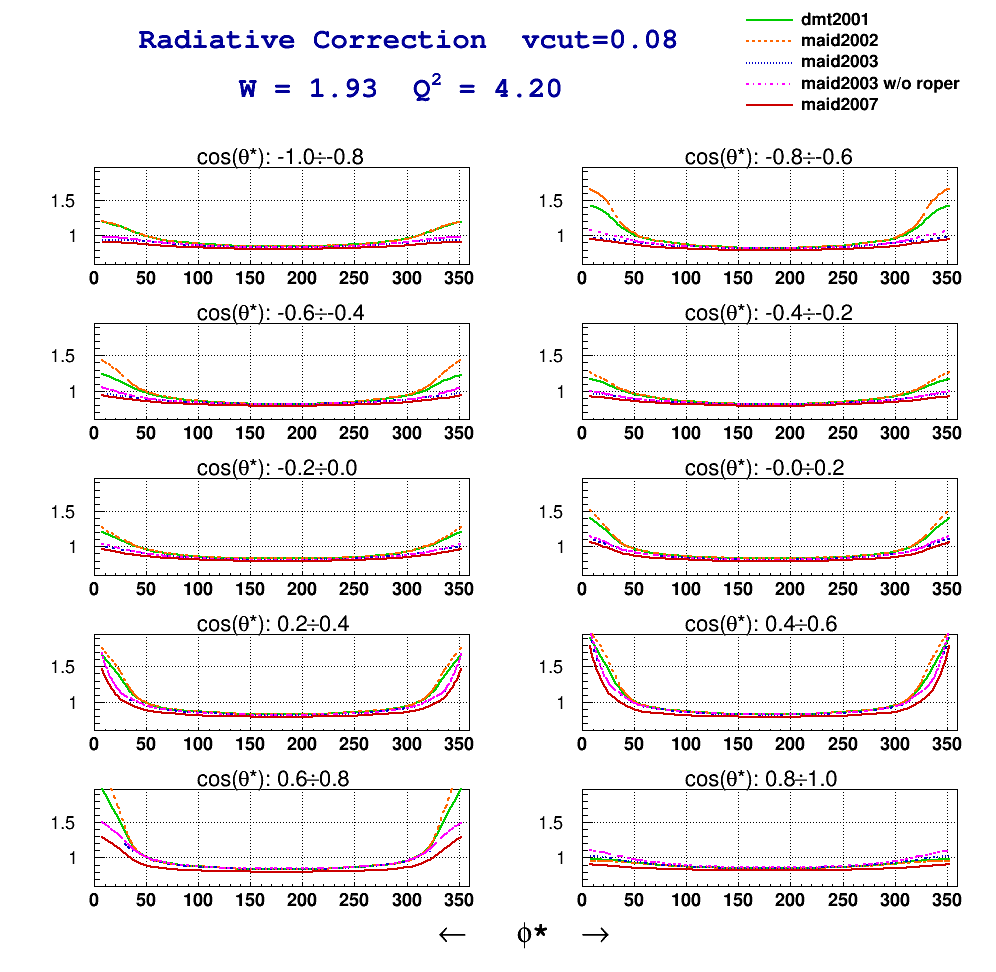 Radiative Correction vcut=0.08
W = 1.93 Q² = 4.20
dmt2001
maid2002
maid2003
maid2003 w/o roper
maid2007
cos(θ*): -1.0÷-0.8
1.5
1
0 50 100 150 200 250 300 350
cos(θ*): -0.8÷-0.6
1.5
1
0 50 100 150 200 250 300 350
cos(θ*): -0.6÷-0.4
1.5
1
0 50 100 150 200 250 300 350
cos(θ*): -0.4÷-0.2
1.5
1
0 50 100 150 200 250 300 350
cos(θ*): -0.2÷0.0
1.5
1
0 50 100 150 200 250 300 350
cos(θ*): -0.0÷0.2
1.5
1
0 50 100 150 200 250 300 350
cos(θ*): 0.2÷0.4
1.5
1
0 50 100 150 200 250 300 350
cos(θ*): 0.4÷0.6
1.5
1
0 50 100 150 200 250 300 350
cos(θ*): 0.6÷0.8
1.5
1
0 50 100 150 200 250 300 350
cos(θ*): 0.8÷1.0
1.5
1
0 50 100 150 200 250 300 350
← ϕ* →